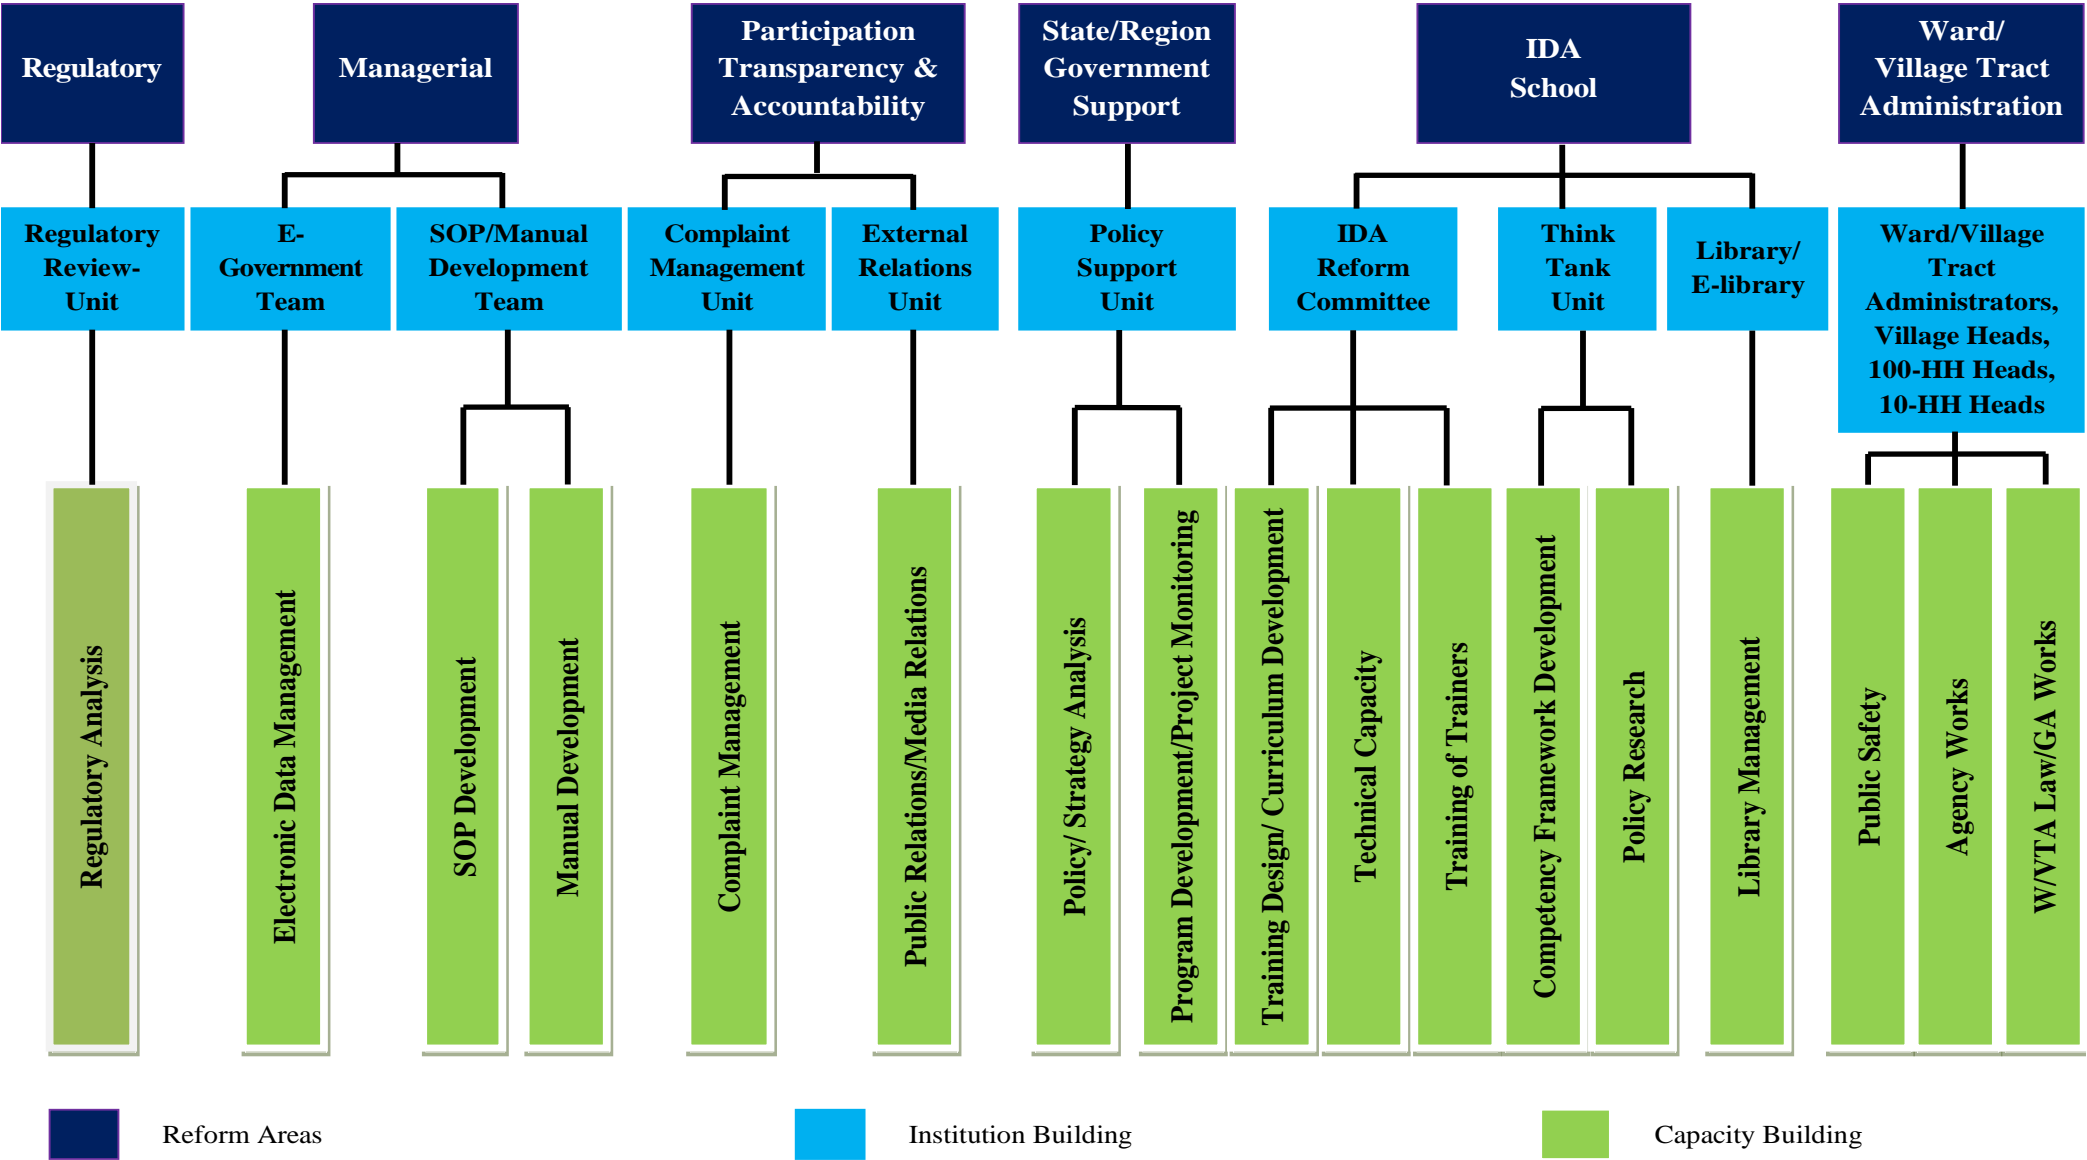 Regulatory
Managerial
Participation
Transparency &
Accountability
State/Region
Government
Support
IDA
School
Ward/
Village Tract
Administration
Regulatory
Review-
Unit
E-
Government
Team
SOP/Manual
Development
Team
Complaint
Management
Unit
External
Relations
Unit
Policy
Support
Unit
IDA
Reform
Committee
Think
Tank
Unit
Library/
E-library
Ward/Village
Tract
Administrators,
Village Heads,
100-HH Heads,
10-HH Heads
Regulatory Analysis
Electronic Data Management
SOP Development
Manual Development
Complaint Management
Public Relations/Media Relations
Policy/ Strategy Analysis
Program Development/Project Monitoring
Training Design/ Curriculum Development
Technical Capacity
Training of Trainers
Competency Framework Development
Policy Research
Library Management
Public Safety
Agency Works
W/VTA Law/GA Works
Reform Areas
Institution Building
Capacity Building